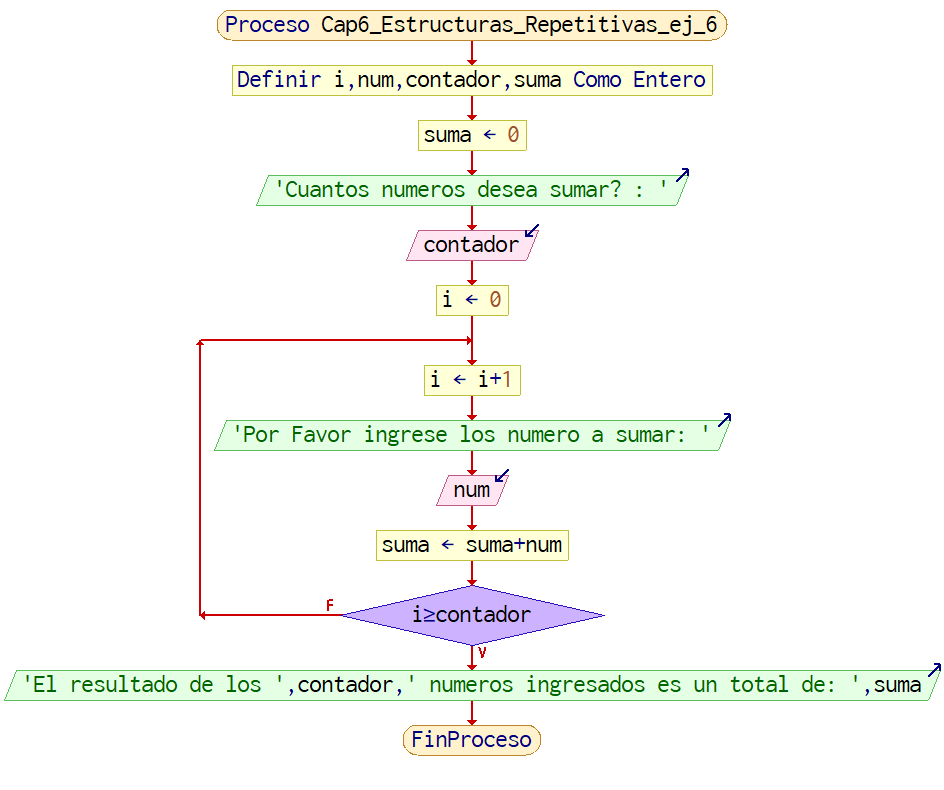 Proceso Cap6_Estructuras_Repetitivas_ej_6
Definir i,num,contador,suma Como Entero
suma ← 0
'Cuantos numeros desea sumar? : '
contador
i ← 0
i ← i+1
'Por Favor ingrese los numero a sumar: '
num
suma ← suma+num
F
i≥contador
V
'El resultado de los ',contador,' numeros ingresados es un total de: ',suma
FinProceso